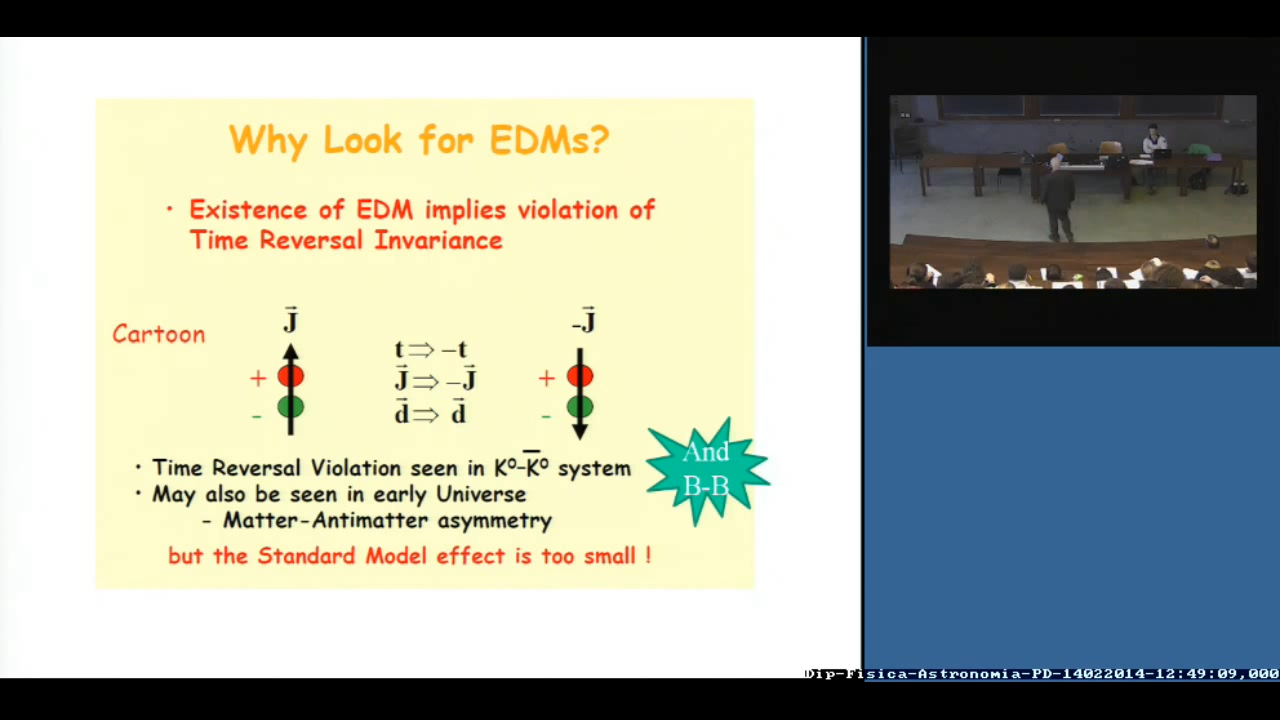 Why Look for EDMs?
· Existence of EDM implies violation of
Time Reversal Invariance
Cartoon
J⃗
+
-
t ⇒ −t
J⃗ ⇒ −J⃗
d⃗ ⇒ d⃗
-J⃗
+
-
· Time Reversal Violation seen in K⁰-K̅⁰ system
· May also be seen in early Universe
- Matter-Antimatter asymmetry
but the Standard Model effect is too small !
And
B-B
Dip-Fisica-Astronomia-PD-14022014-12:49:09,000